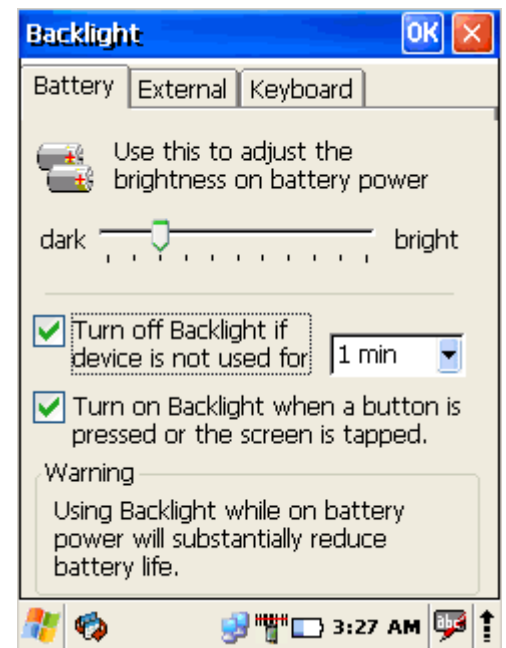 Backlight OK
Battery External Keyboard
Use this to adjust the
brightness on battery power
dark bright
Turn off Backlight if
device is not used for 1 min
Turn on Backlight when a button is
pressed or the screen is tapped.
Warning
Using Backlight while on battery
power will substantially reduce
battery life.
3:27 AM abc